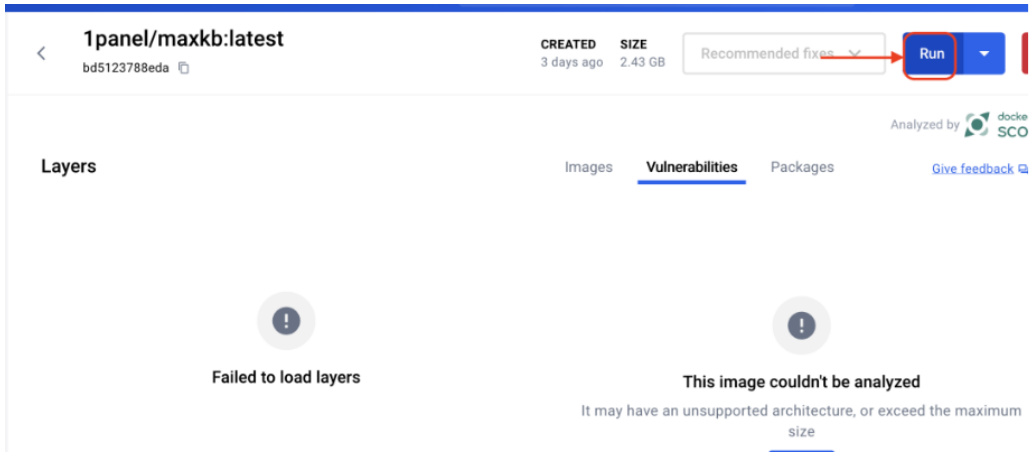 1panel/maxkb:latest
bd5123788eda
CREATED SIZE
3 days ago 2.43 GB
Recommended fixes
Run
Analyzed by
Layers
Images Vulnerabilities Packages
Give feedback
Failed to load layers
This image couldn't be analyzed
It may have an unsupported architecture, or exceed the maximum
size